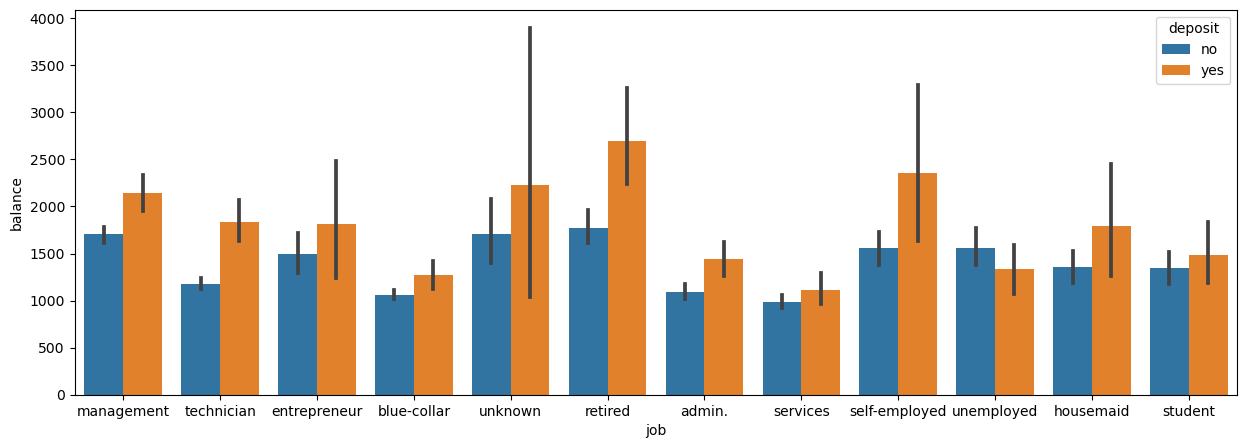 4000
3500
3000
2500
2000
1500
1000
500
0
balance
deposit
no
yes
management technician entrepreneur blue-collar unknown retired admin. services self-employed unemployed housemaid student
job